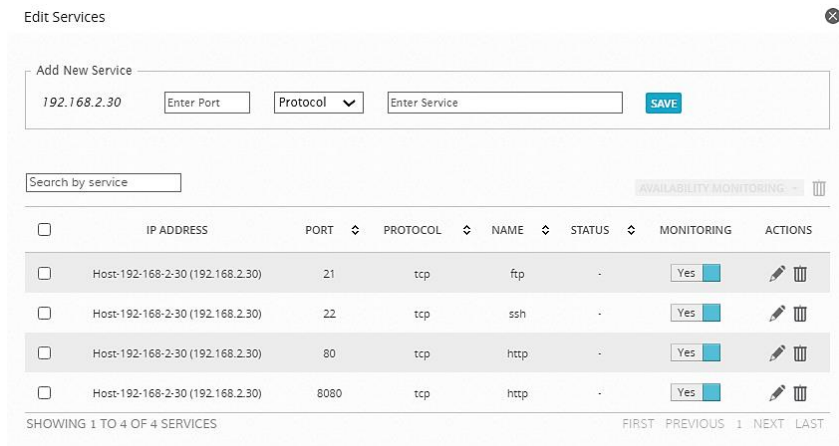 Edit Services
Add New Service
192.168.2.30 Enter Port Protocol Enter Service SAVE
Search by service
AVAILABILITY MONITORING
IP ADDRESS PORT PROTOCOL NAME STATUS MONITORING ACTIONS
Host-192-168-2-30 (192.168.2.30) 21 tcp ftp - Yes
Host-192-168-2-30 (192.168.2.30) 22 tcp ssh - Yes
Host-192-168-2-30 (192.168.2.30) 80 tcp http - Yes
Host-192-168-2-30 (192.168.2.30) 8080 tcp http - Yes
SHOWING 1 TO 4 OF 4 SERVICES FIRST PREVIOUS 1 NEXT LAST